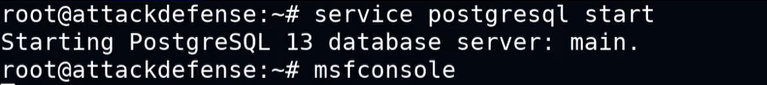 root@attackdefense:~# service postgresql start
Starting PostgreSQL 13 database server: main.
root@attackdefense:~# msfconsole